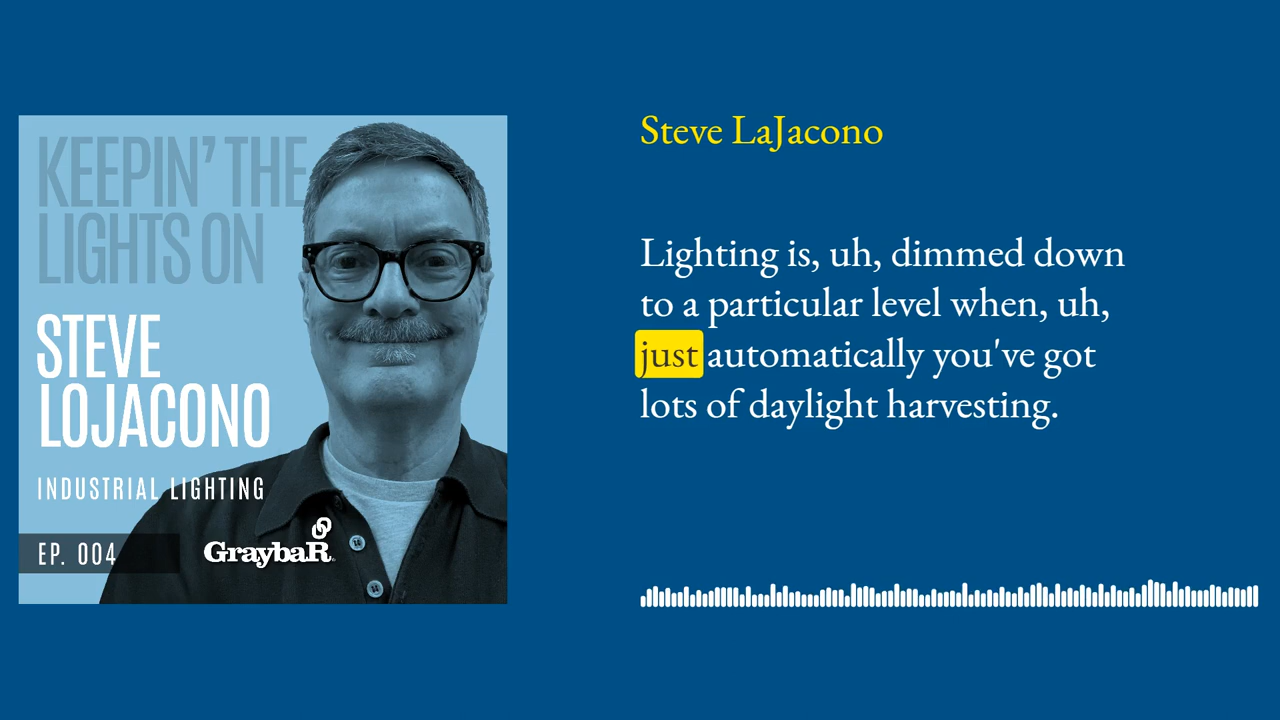 KEEPIN' THE
LIGHTS ON
STEVE
LOJACONO
INDUSTRIAL LIGHTING
EP. 004
GraybaR
Steve LaJacono
Lighting is, uh, dimmed down
to a particular level when, uh,
just automatically you've got
lots of daylight harvesting.